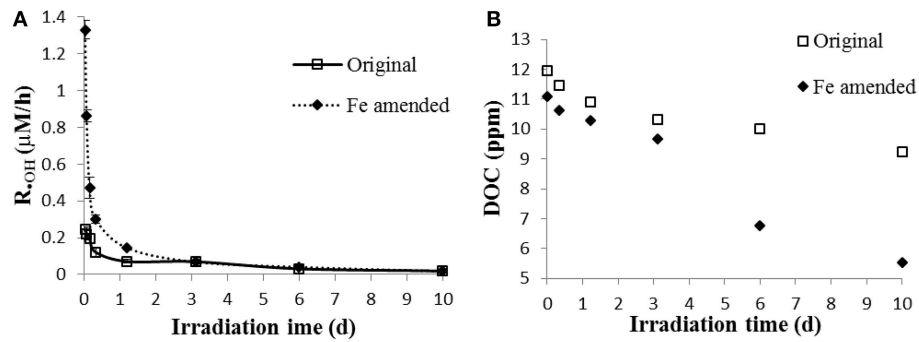 A
R•OH (µM/h)
1.4
1.2
1
0.8
0.6
0.4
0.2
0
Original
Fe amended
0 1 2 3 4 5 6 7 8 9 10
Irradiation ime (d)
B
DOC (ppm)
13
12
11
10
9
8
7
6
5
Original
Fe amended
0 1 2 3 4 5 6 7 8 9 10
Irradiation time (d)